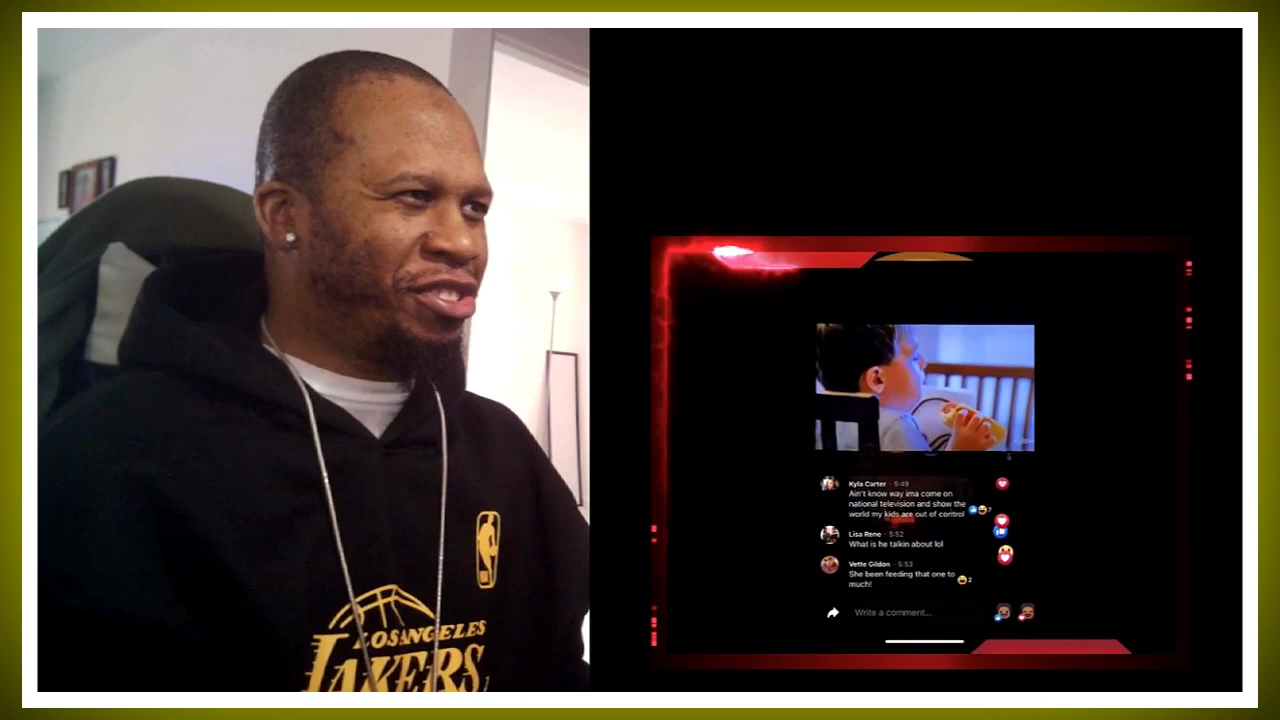 LOS ANGELES
LAKERS
Kyla Carter · 5:49
Ain't know way ima come on
national television and show the
world my kids are out of control
7
Lisa Rene · 5:52
What is he talkin about lol
Vette Gildon · 5:53
She been feeding that one to
much!
2
Write a comment...